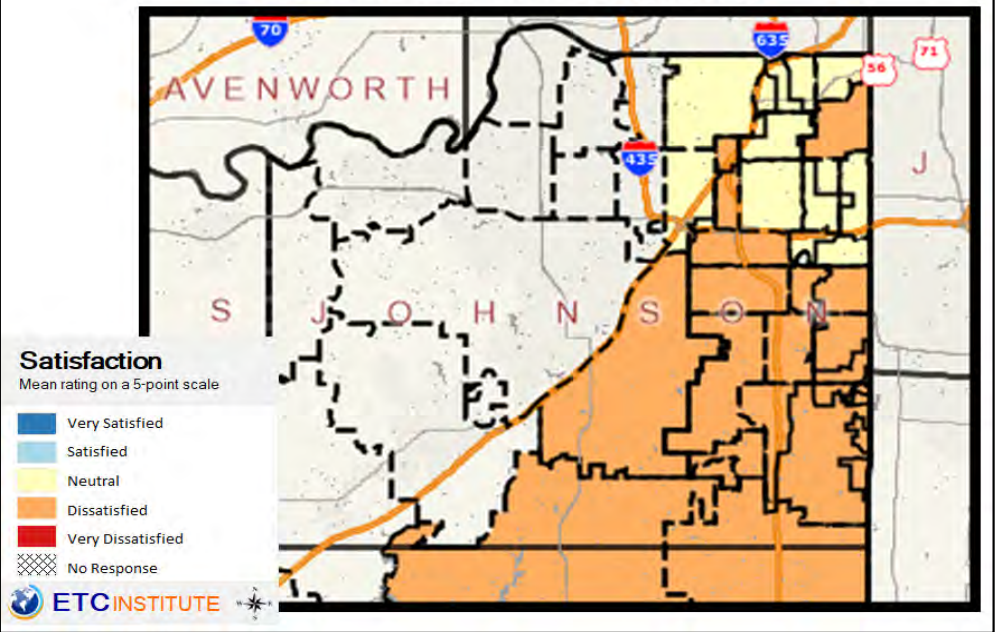 70
635
71
56
AVENWORTH
435
J
S J O H N S O N
Satisfaction
Mean rating on a 5-point scale
Very Satisfied
Satisfied
Neutral
Dissatisfied
Very Dissatisfied
No Response
ETC INSTITUTE